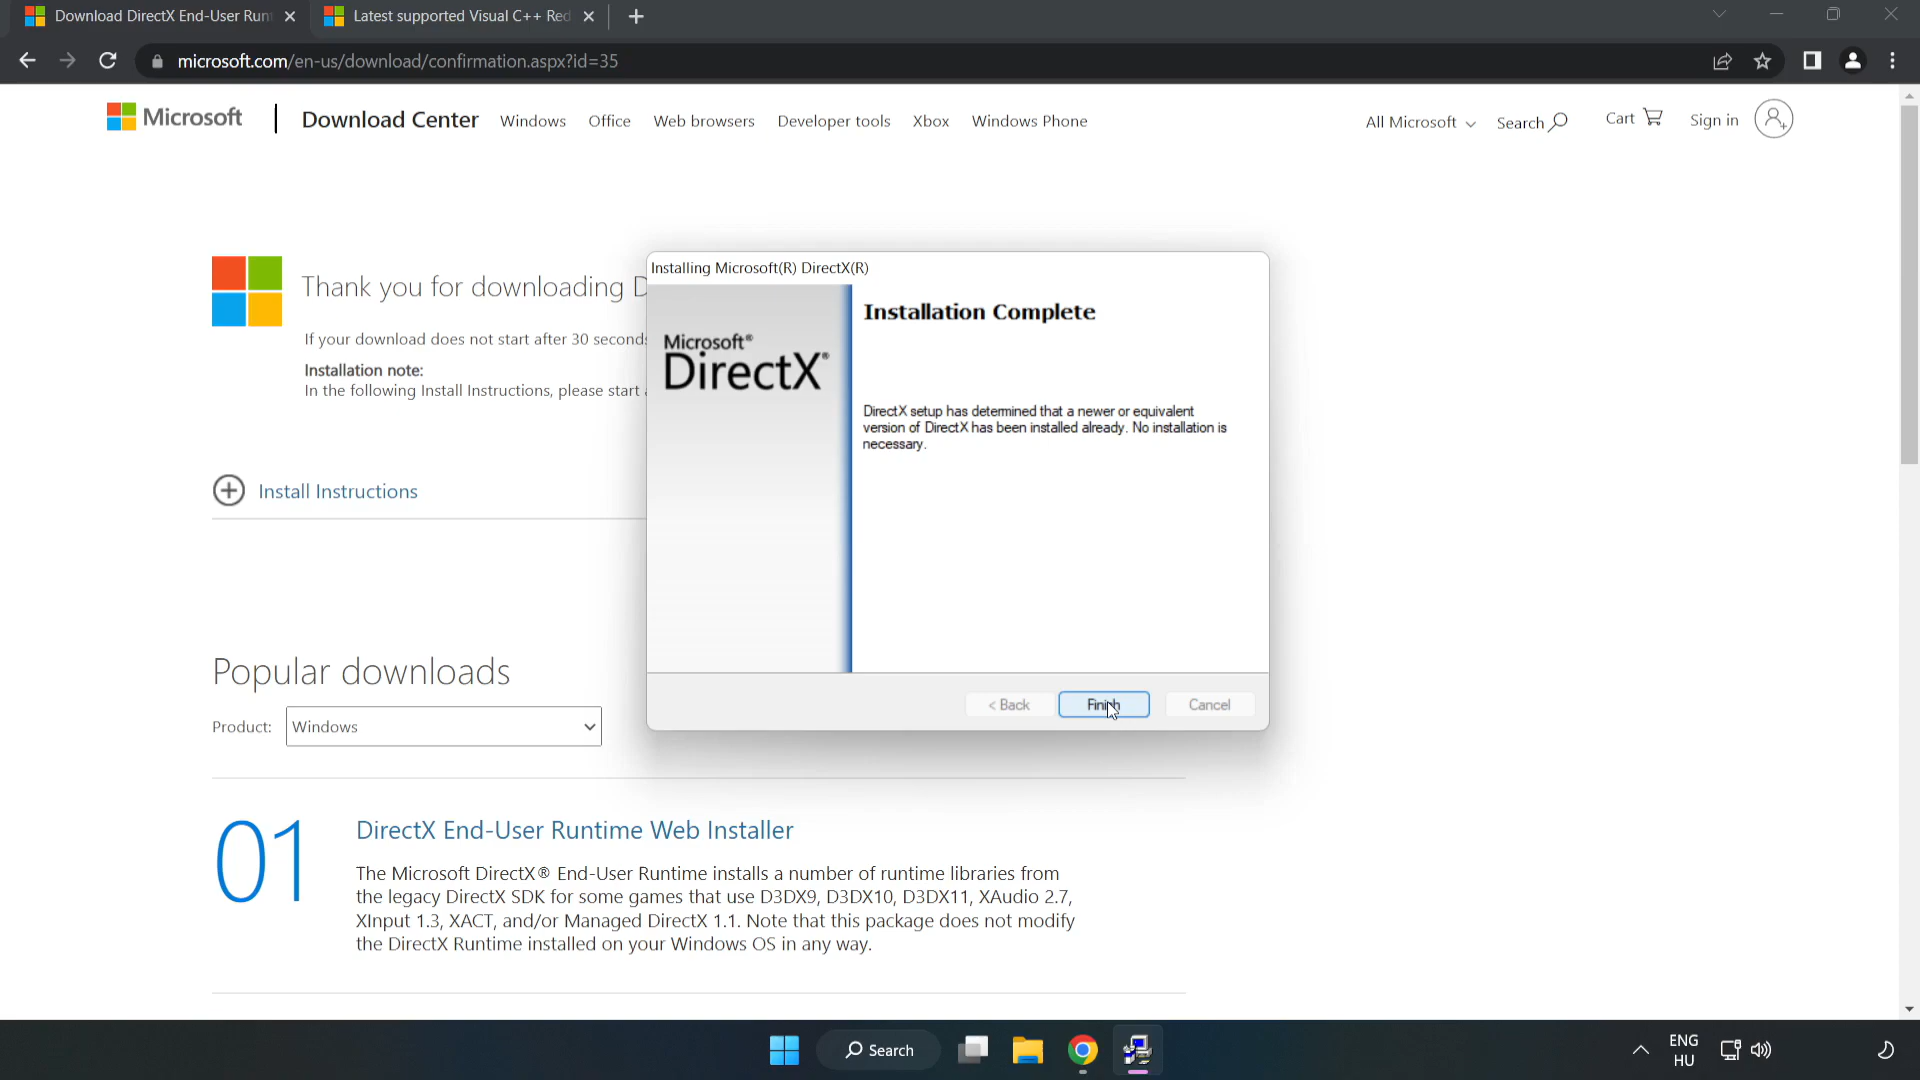 Download DirectX End-User Run
Latest supported Visual C++ Red
microsoft.com/en-us/download/confirmation.aspx?id=35
Microsoft
Download Center
Windows
Office
Web browsers
Developer tools
Xbox
Windows Phone
All Microsoft
Search
Cart
Sign in
Thank you for downloading D
If your download does not start after 30 seconds
Installation note:
In the following Install Instructions, please start
Install Instructions
Installing Microsoft(R) DirectX(R)
Microsoft®
DirectX®
Installation Complete
DirectX setup has determined that a newer or equivalent
version of DirectX has been installed already. No installation is
necessary.
< Back
Finish
Cancel
Popular downloads
Product:
Windows
01
DirectX End-User Runtime Web Installer
The Microsoft DirectX® End-User Runtime installs a number of runtime libraries from
the legacy DirectX SDK for some games that use D3DX9, D3DX10, D3DX11, XAudio 2.7,
XInput 1.3, XACT, and/or Managed DirectX 1.1. Note that this package does not modify
the DirectX Runtime installed on your Windows OS in any way.
Search
ENG
HU